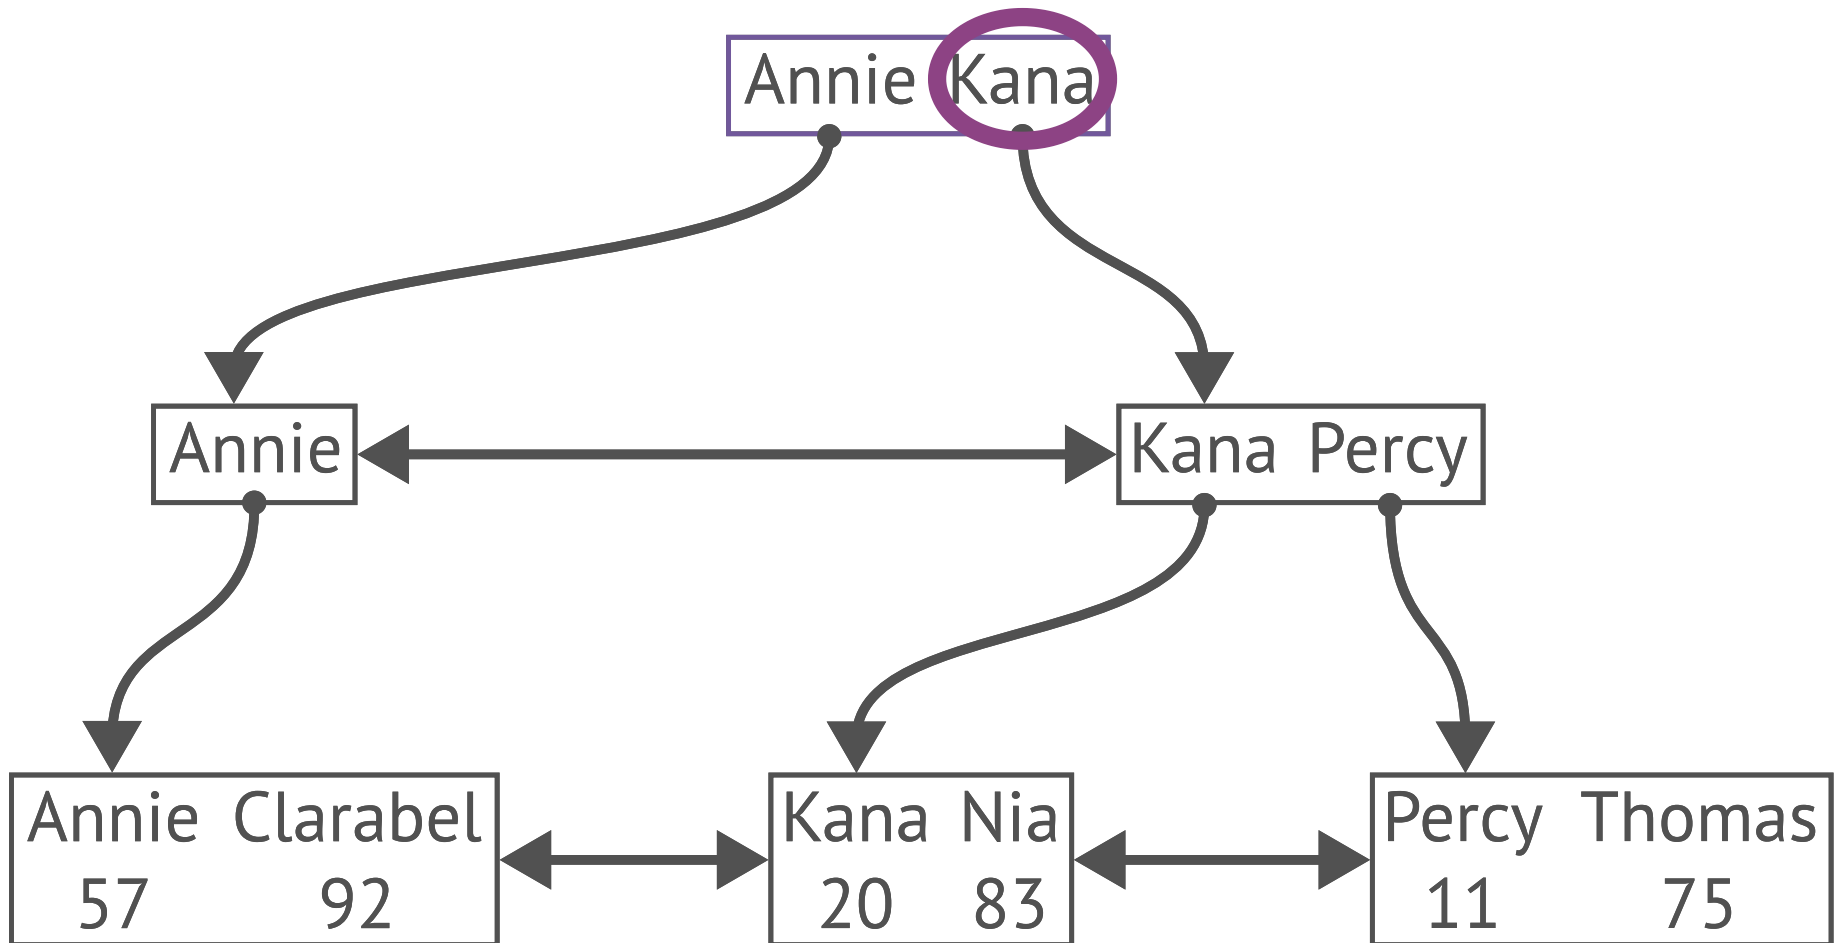 Annie Kana
Annie
Kana Percy
Annie Clarabel
57 92
Kana Nia
20 83
Percy Thomas
11 75